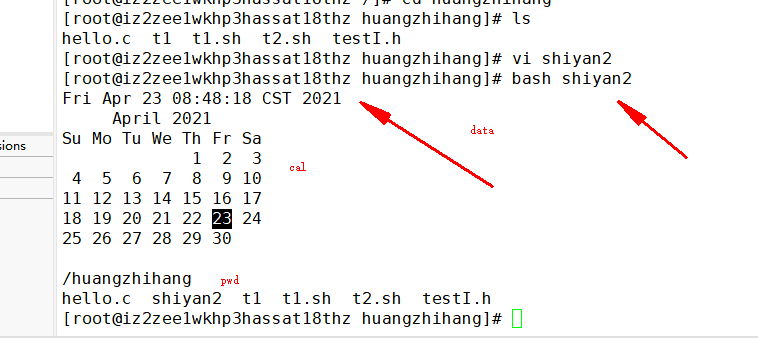 [root@iz2zee1wkhp3hassat18thz /]# cd huangzhihang
[root@iz2zee1wkhp3hassat18thz huangzhihang]# ls
hello.c  t1  t1.sh  t2.sh  testI.h
[root@iz2zee1wkhp3hassat18thz huangzhihang]# vi shiyan2
[root@iz2zee1wkhp3hassat18thz huangzhihang]# bash shiyan2
Fri Apr 23 08:48:18 CST 2021
April 2021
data
sions
Su Mo Tu We Th Fr Sa
1  2  3
cal
4  5  6  7  8  9 10
11 12 13 14 15 16 17
18 19 20 21 22 23 24
25 26 27 28 29 30
/huangzhihang
pwd
hello.c  shiyan2  t1  t1.sh  t2.sh  testI.h
[root@iz2zee1wkhp3hassat18thz huangzhihang]#